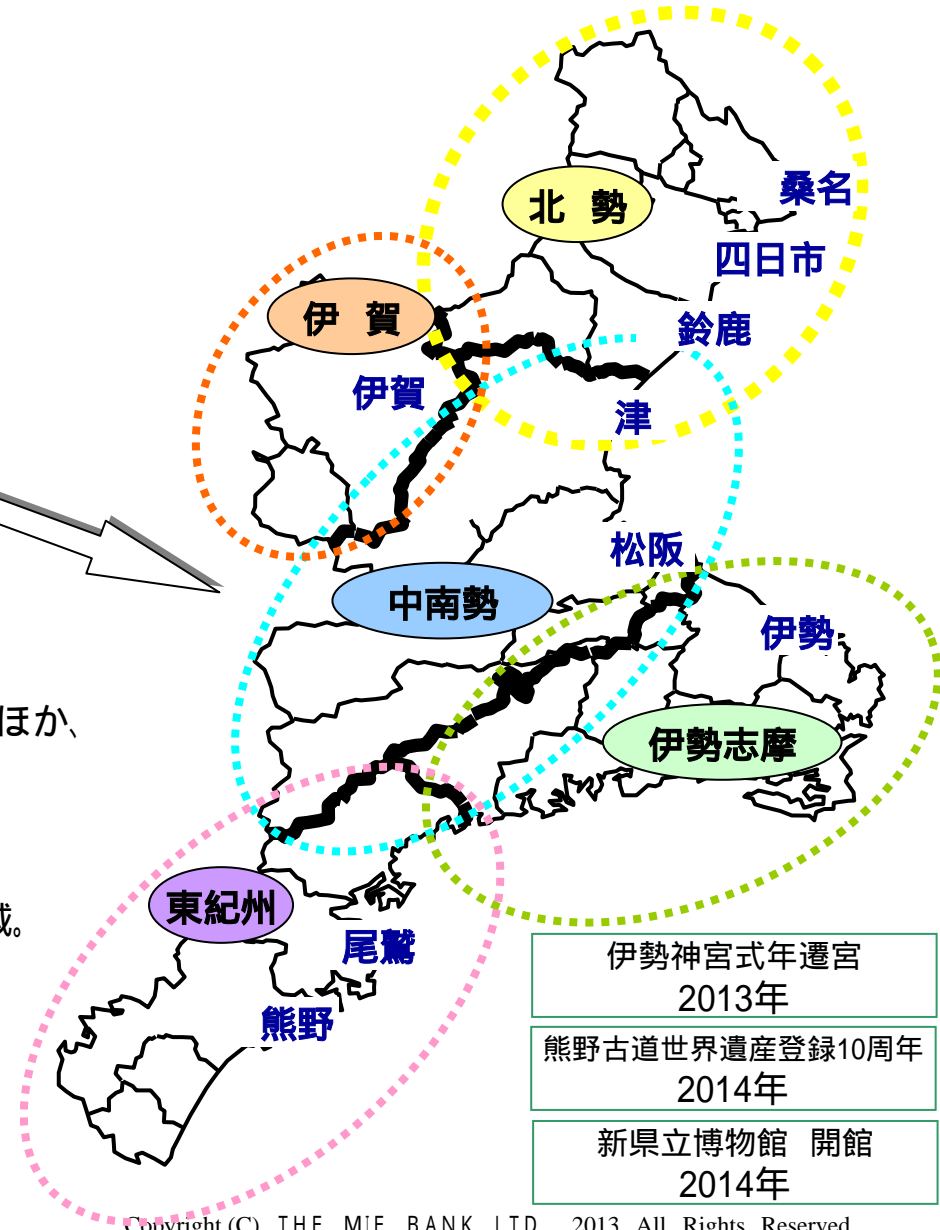 桑名
北 勢
四日市
伊 賀
鈴鹿
伊賀
津
松阪
中南勢
伊勢
ほか、
伊勢志摩
東紀州
域。
尾鷲
熊野
伊勢神宮式年遷宮
2013年
熊野古道世界遺産登録10周年
2014年
新県立博物館 開館
2014年
Copyright (C) THE MIE BANK, LTD. 2013 All Rights Reserved